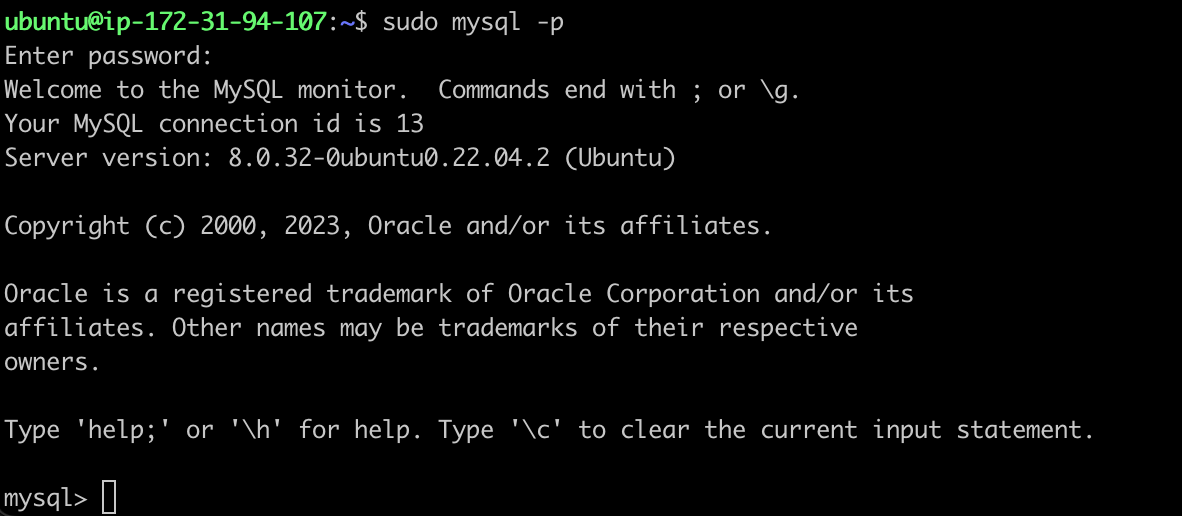 ubuntu@ip-172-31-94-107:~$ sudo mysql -p
Enter password:
Welcome to the MySQL monitor.  Commands end with ; or \g.
Your MySQL connection id is 13
Server version: 8.0.32-0ubuntu0.22.04.2 (Ubuntu)
Copyright (c) 2000, 2023, Oracle and/or its affiliates.
Oracle is a registered trademark of Oracle Corporation and/or its
affiliates. Other names may be trademarks of their respective
owners.
Type 'help;' or '\h' for help. Type '\c' to clear the current input statement.
mysql>